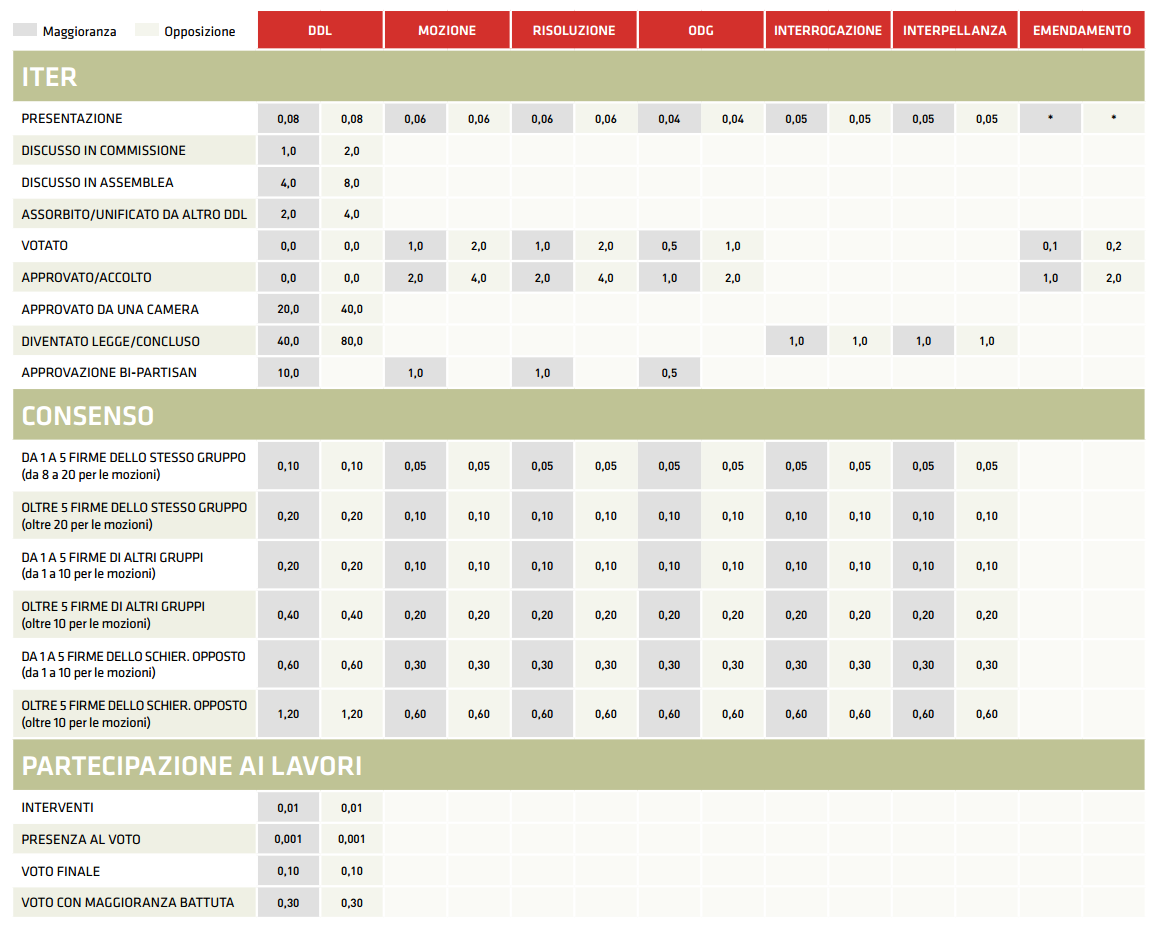 Maggioranza Opposizione DDL MOZIONE RISOLUZIONE ODG INTERROGAZIONE INTERPELLANZA EMENDAMENTO
ITER
PRESENTAZIONE 0,08 0,08 0,06 0,06 0,06 0,06 0,04 0,04 0,05 0,05 0,05 0,05 * *
DISCUSSO IN COMMISSIONE 1,0 2,0
DISCUSSO IN ASSEMBLEA 4,0 8,0
ASSORBITO/UNIFICATO DA ALTRO DDL 2,0 4,0
VOTATO 0,0 0,0 1,0 2,0 1,0 2,0 0,5 1,0 0,1 0,2
APPROVATO/ACCOLTO 0,0 0,0 2,0 4,0 2,0 4,0 1,0 2,0 1,0 2,0
APPROVATO DA UNA CAMERA 20,0 40,0
DIVENTATO LEGGE/CONCLUSO 40,0 80,0 1,0 1,0 1,0 1,0
APPROVAZIONE BI-PARTISAN 10,0 1,0 1,0 0,5
CONSENSO
DA 1 A 5 FIRME DELLO STESSO GRUPPO
(da 8 a 20 per le mozioni) 0,10 0,10 0,05 0,05 0,05 0,05 0,05 0,05 0,05 0,05 0,05 0,05
OLTRE 5 FIRME DELLO STESSO GRUPPO
(oltre 20 per le mozioni) 0,20 0,20 0,10 0,10 0,10 0,10 0,10 0,10 0,10 0,10 0,10 0,10
DA 1 A 5 FIRME DI ALTRI GRUPPI
(da 1 a 10 per le mozioni) 0,20 0,20 0,10 0,10 0,10 0,10 0,10 0,10 0,10 0,10 0,10 0,10
OLTRE 5 FIRME DI ALTRI GRUPPI
(oltre 10 per le mozioni) 0,40 0,40 0,20 0,20 0,20 0,20 0,20 0,20 0,20 0,20 0,20 0,20
DA 1 A 5 FIRME DELLO SCHIER. OPPOSTO
(da 1 a 10 per le mozioni) 0,60 0,60 0,30 0,30 0,30 0,30 0,30 0,30 0,30 0,30 0,30 0,30
OLTRE 5 FIRME DELLO SCHIER. OPPOSTO
(oltre 10 per le mozioni) 1,20 1,20 0,60 0,60 0,60 0,60 0,60 0,60 0,60 0,60 0,60 0,60
PARTECIPAZIONE AI LAVORI
INTERVENTI 0,01 0,01
PRESENZA AL VOTO 0,001 0,001
VOTO FINALE 0,10 0,10
VOTO CON MAGGIORANZA BATTUTA 0,30 0,30